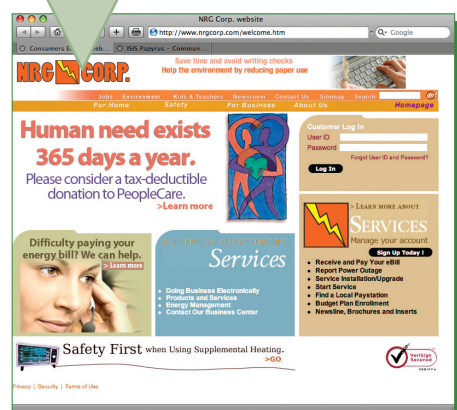 NRG Corp. website
http://www.nrgcorp.com/welcome.htm
Google
Consumers E
ISIS Papyrus – Commun...
NRG CORP.
Save time and avoid writing checks
Help the environment by reducing paper use
Jobs Environment Kids & Teachers Newsroom Contact Us Sitemap Search
For Home Safety For Business About Us Homepage
Human need exists
365 days a year.
Please consider a tax-deductible
donation to PeopleCare.
>Learn more
Customer Log In
User ID
Password
Forgot User ID and Password?
Log In
> LEARN MORE ABOUT
SERVICES
Manage your account
Sign Up Today !
• Receive and Pay Your eBill
• Report Power Outage
• Service Installation/Upgrade
• Start Service
• Find a Local Paystation
• Budget Plan Enrollment
• Newsline, Brochures and Inserts
Difficulty paying your
energy bill? We can help.
> Learn more
BUSINESS CUSTOMERS
Services
• Doing Business Electronically
• Products and Services
• Energy Management
• Contact Our Business Center
Safety First when Using Supplemental Heating.
>GO
VeriSign
Secured
VERIFY
Privacy | Security | Terms of Use